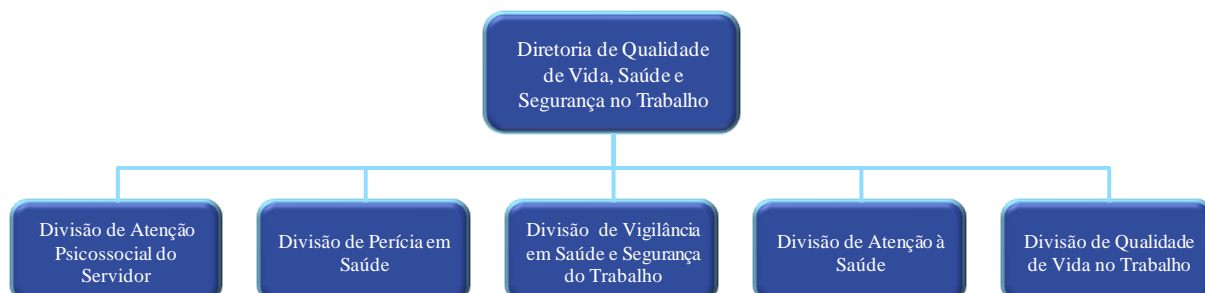 Diretoria de Qualidade
de Vida, Saúde e
Segurança no Trabalho
Divisão de Atenção
Psicossocial do
Servidor
Divisão de Perícia em
Saúde
Divisão de Vigilância
em Saúde e Segurança
do Trabalho
Divisão de Atenção à
Saúde
Divisão de Qualidade
de Vida no Trabalho